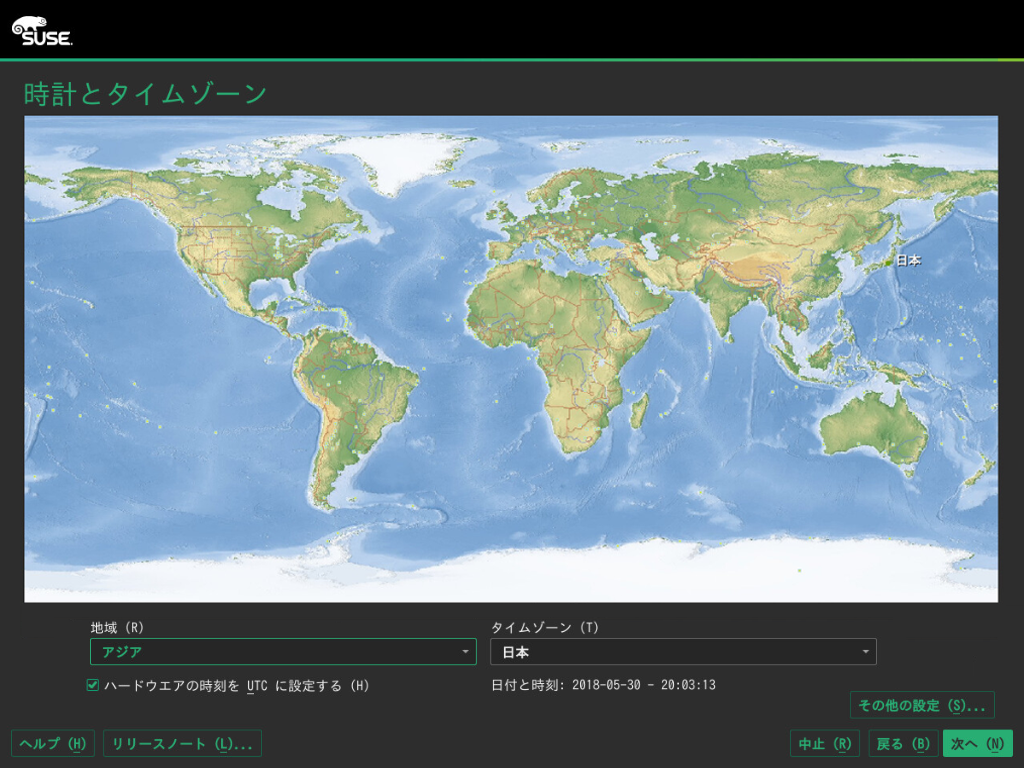 SUSE
時計とタイムゾーン
日本
地域 (R)
タイムゾーン (T)
アジア
日本
ハードウエアの時刻を UTC に設定する (H)
日付と時刻: 2018-05-30 - 20:03:13
その他の設定 (S)...
ヘルプ (H)
リリースノート (L)...
中止 (R)
戻る (B)
次へ (N)